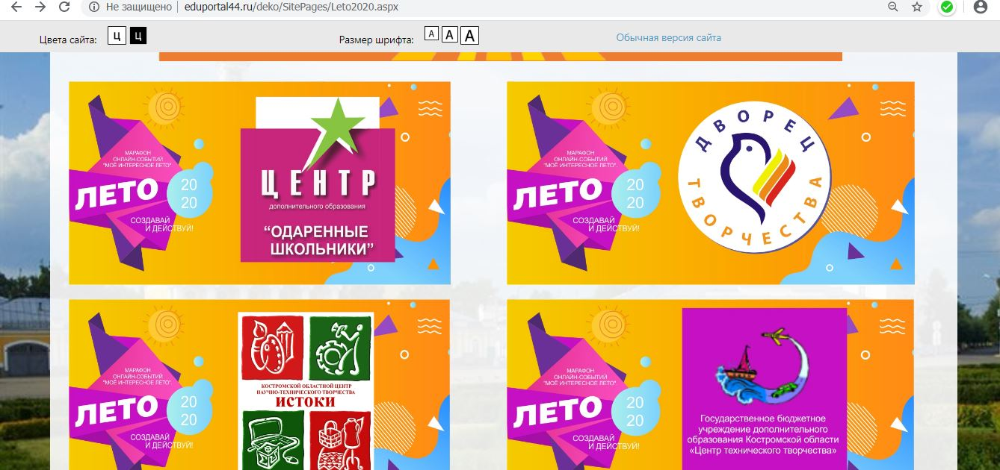 Не защищено | eduportal44.ru/deko/SitePages/Leto2020.aspx
Цвета сайта: Ц Ц Размер шрифта: A A A Обычная версия сайта
МАРАФОН
ОНЛАЙН-СОБЫТИЙ
"МОЁ ИНТЕРЕСНОЕ ЛЕТО"
ЛЕТО
20
20
СОЗДАВАЙ
И ДЕЙСТВУЙ!
ЦЕНТР
дополнительного образования
“ОДАРЕННЫЕ
ШКОЛЬНИКИ”
МАРАФОН
ОНЛАЙН-СОБЫТИЙ
"МОЁ ИНТЕРЕСНОЕ ЛЕТО"
ЛЕТО
20
20
СОЗДАВАЙ
И ДЕЙСТВУЙ!
ДВОРЕЦ
ТВОРЧЕСТВА
МАРАФОН
ОНЛАЙН-СОБЫТИЙ
"МОЁ ИНТЕРЕСНОЕ ЛЕТО"
ЛЕТО
20
20
СОЗДАВАЙ
И ДЕЙСТВУЙ!
КОСТРОМСКОЙ ОБЛАСТНОЙ ЦЕНТР
НАУЧНО-ТЕХНИЧЕСКОГО ТВОРЧЕСТВА
ИСТОКИ
МАРАФОН
ОНЛАЙН-СОБЫТИЙ
"МОЁ ИНТЕРЕСНОЕ ЛЕТО"
ЛЕТО
20
20
СОЗДАВАЙ
И ДЕЙСТВУЙ!
Государственное бюджетное
учреждение дополнительного
образования Костромской области
«Центр технического творчества»